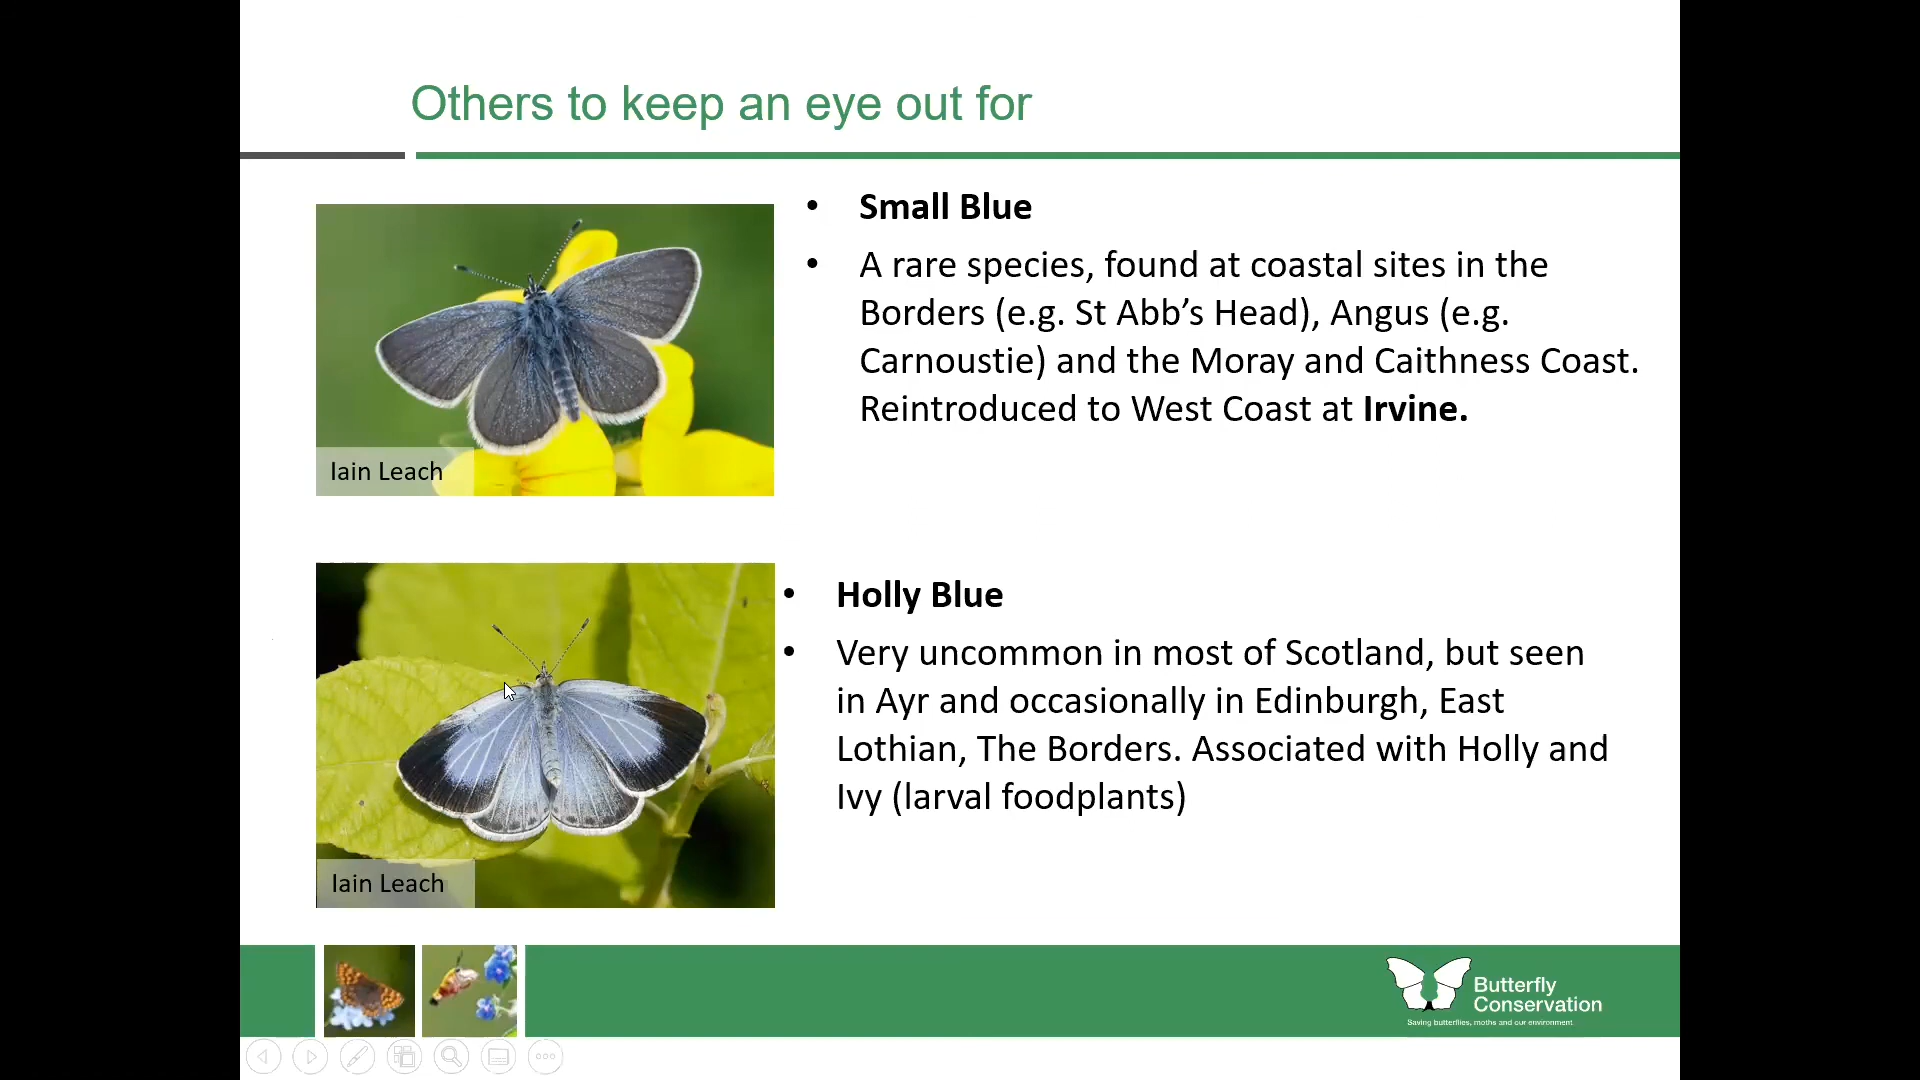 Others to keep an eye out for
• Small Blue
• A rare species, found at coastal sites in the
Borders (e.g. St Abb’s Head), Angus (e.g.
Carnoustie) and the Moray and Caithness Coast.
Reintroduced to West Coast at Irvine.
Iain Leach
• Holly Blue
• Very uncommon in most of Scotland, but seen
in Ayr and occasionally in Edinburgh, East
Lothian, The Borders. Associated with Holly and
Ivy (larval foodplants)
Iain Leach
Butterfly
Conservation
Saving butterflies, moths and our environment